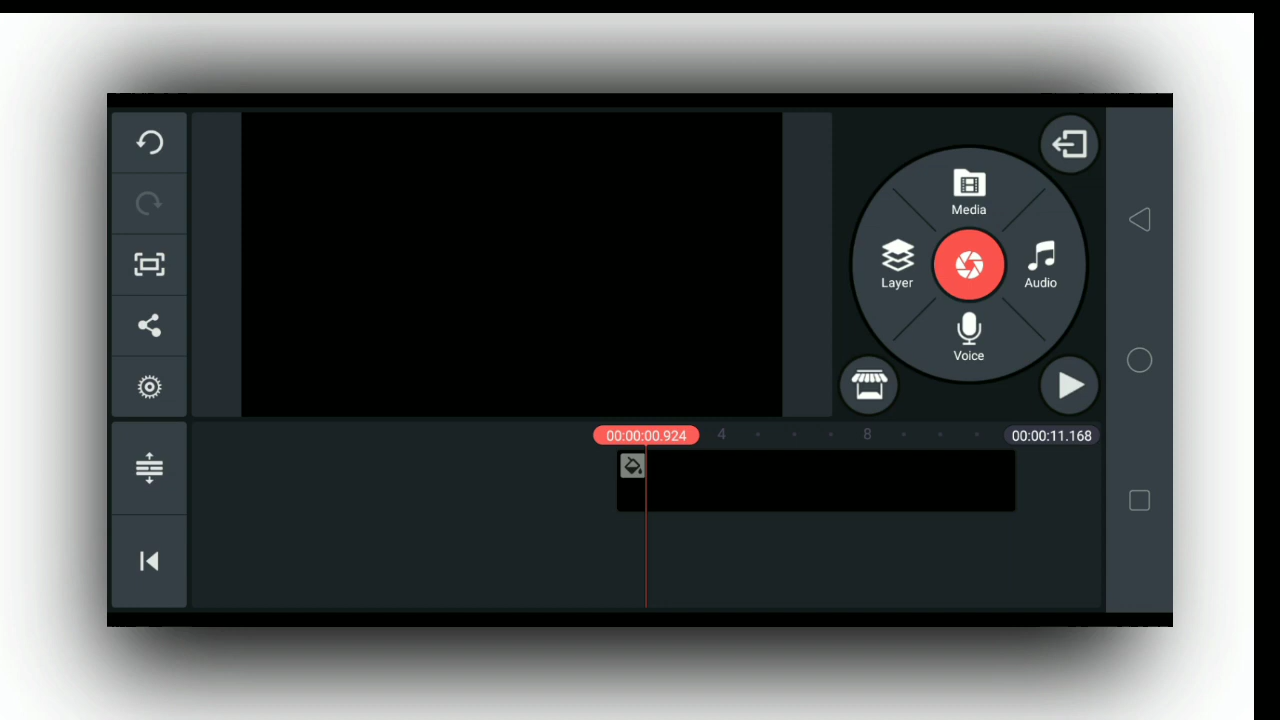 Media
Layer
Audio
Voice
00:00:00.924
4
8
00:00:11.168